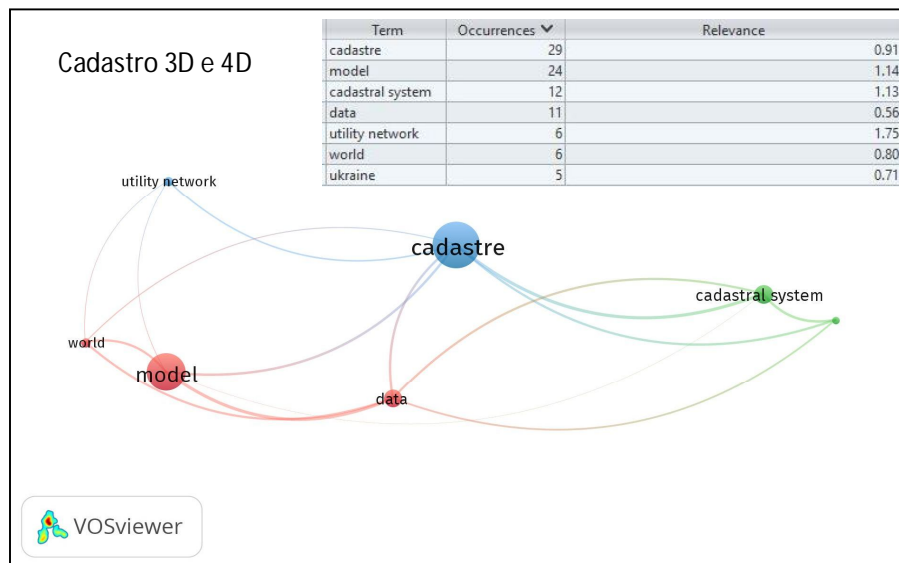 Cadastro 3D e 4D
Term Occurrences Relevance
cadastre 29 0.91
model 24 1.14
cadastral system 12 1.13
data 11 0.56
utility network 6 1.75
world 6 0.80
ukraine 5 0.71
utility network
cadastre
cadastral system
world
model
data
VOSviewer